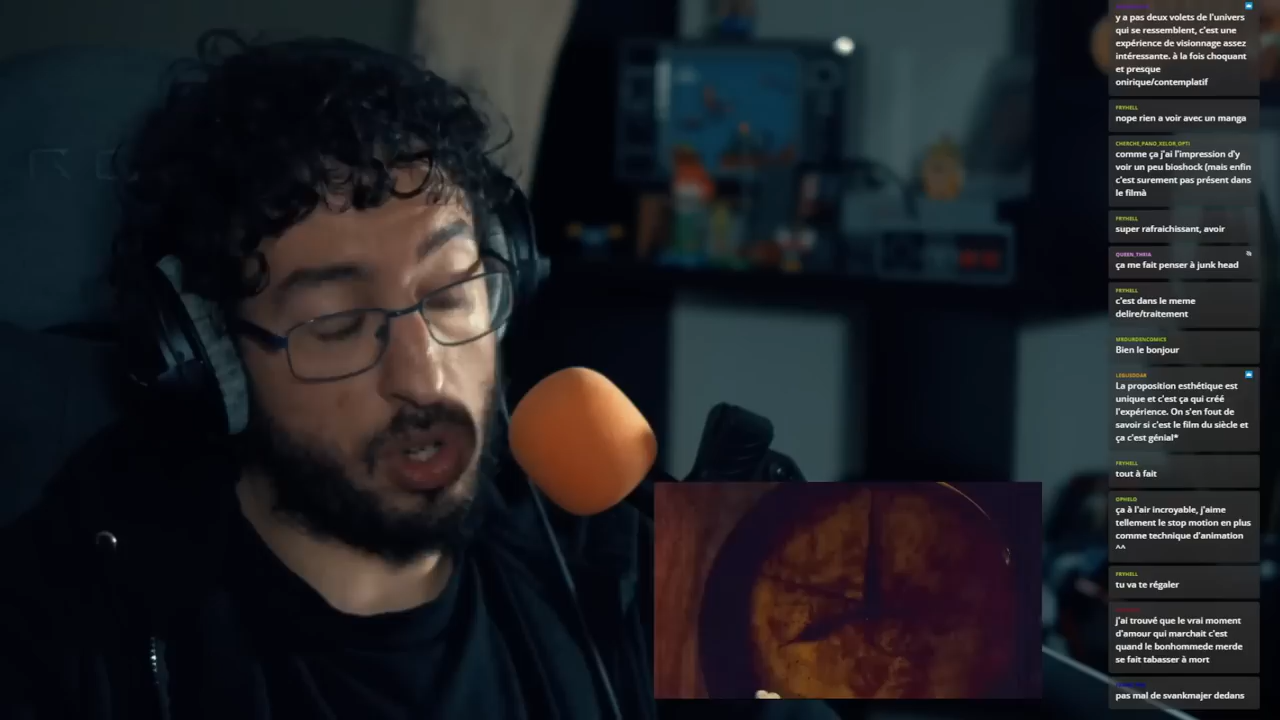 y a pas deux volets de l'univers
qui se ressemblent, c'est une
expérience de visionnage assez
intéressante. à la fois choquant
et presque
onirique/contemplatif
FRYHELL
nope rien a voir avec un manga
CHERCHE_PANO_XELOR_OPTI
comme ça j'ai l'impression d'y
voir un peu bioshock (mais enfin
c'est surement pas présent dans
le filmà
FRYHELL
super rafraichissant, avoir
QUEEN_THRIA
ça me fait penser à junk head
FRYHELL
c'est dans le meme
delire/traitement
MRBURDENCOMICS
Bien le bonjour
La proposition esthétique est
unique et c'est ça qui créé
l'expérience. On s'en fout de
savoir si c'est le film du siècle et
ça c'est génial*
FRYHELL
tout à fait
OPHELO
ça à l'air incroyable, j'aime
tellement le stop motion en plus
comme technique d'animation
^^
FRYHELL
tu va te régaler
j'ai trouvé que le vrai moment
d'amour qui marchait c'est
quand le bonhommede merde
se fait tabasser à mort
pas mal de svankmajer dedans